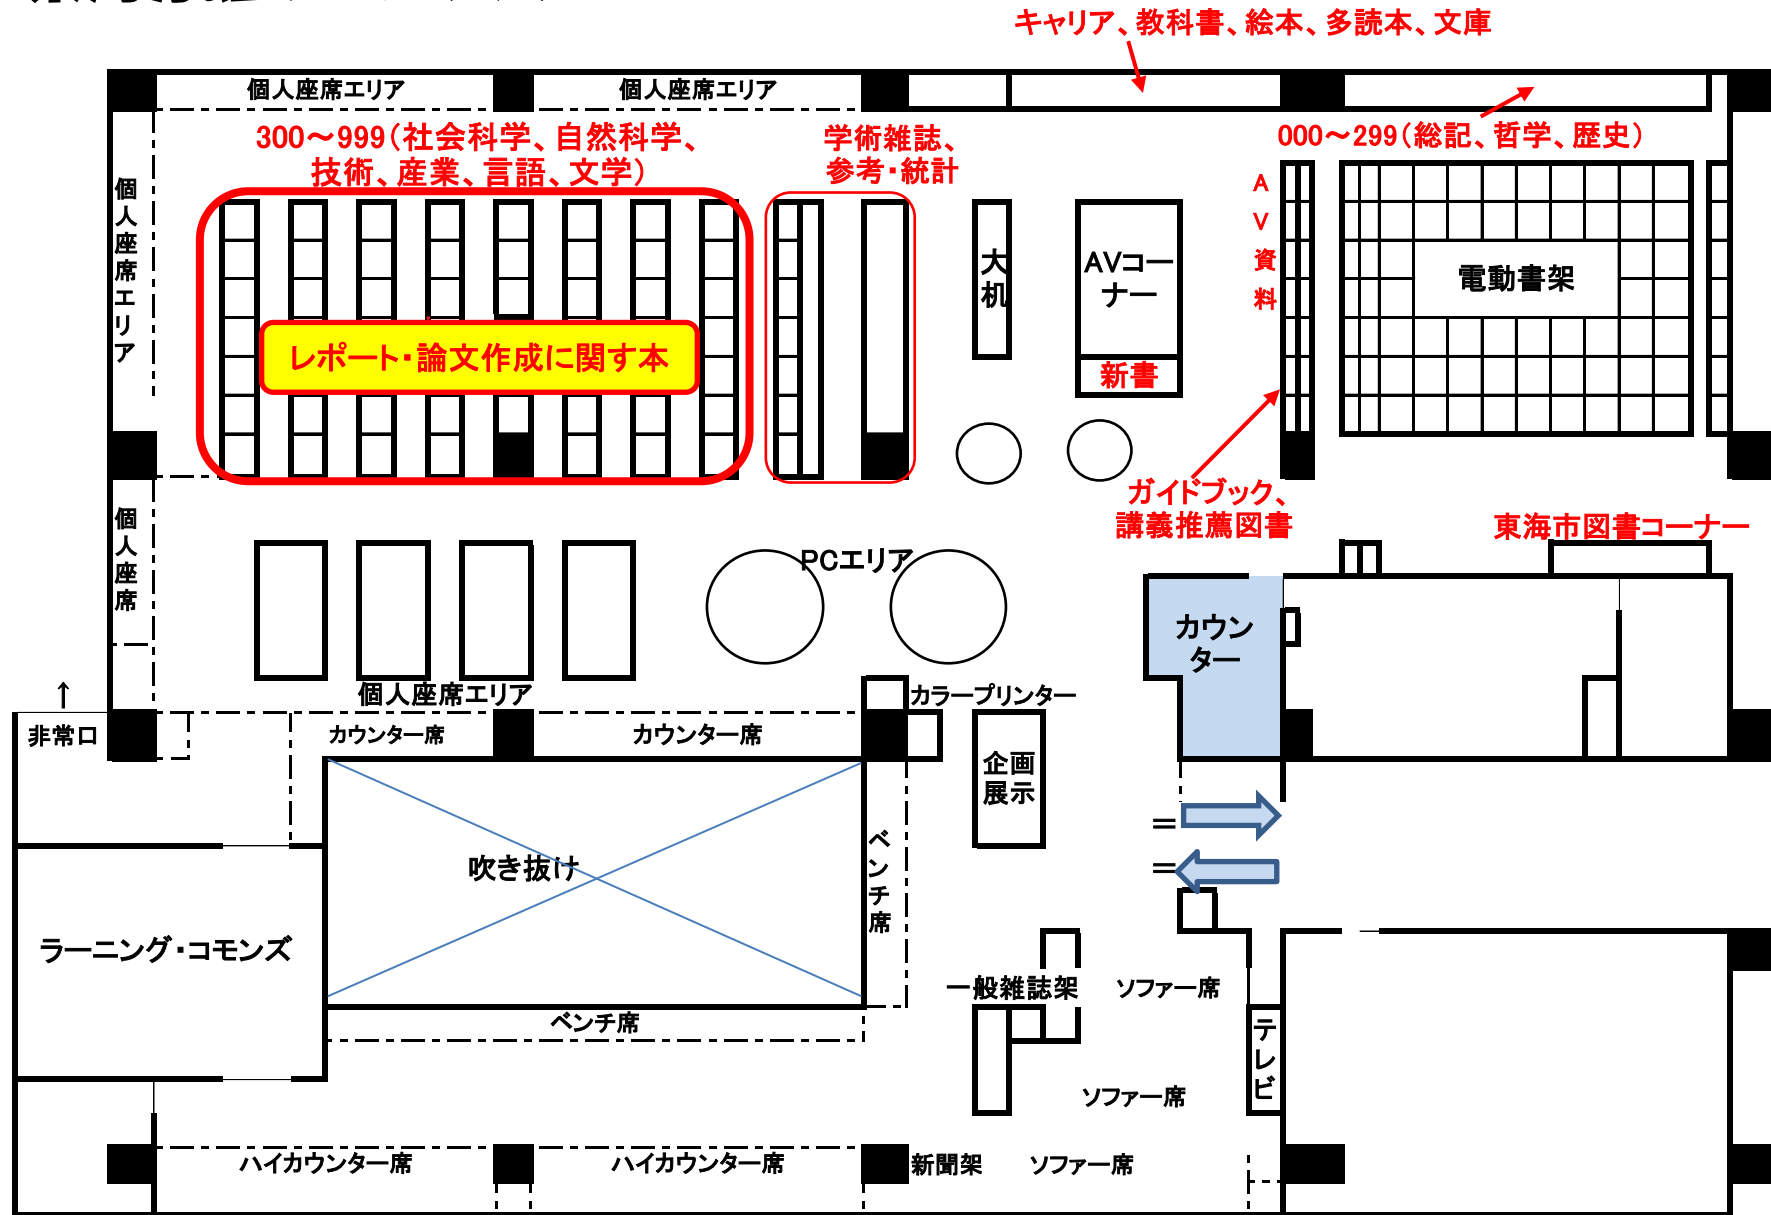 キャリア、教科書、絵本、多読本、文庫
個人座席エリア
個人座席エリア
300～999（社会科学、自然科学、
技術、産業、言語、文学）
学術雑誌、
参考・統計
000～299（総記、哲学、歴史）
個人座席エリア
AV資料
大
机
AVコー
ナー
電動書架
レポート・論文作成に関す本
新書
ガイドブック、
講義推薦図書
東海市図書コーナー
個人座席
PCエリア
カウン
ター
個人座席エリア
カラープリンター
↑
非常口
カウンター席
カウンター席
企画
展示
＝
＝
ベンチ席
吹き抜け
ラーニング・コモンズ
一般雑誌架
ソファー席
ベンチ席
テレビ
ソファー席
ハイカウンター席
ハイカウンター席
新聞架
ソファー席